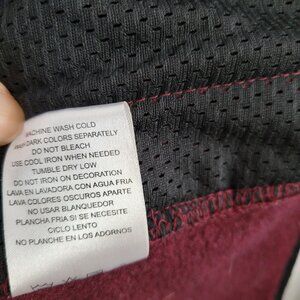 MACHINE WASH COLD
WASH DARK COLORS SEPARATELY
DO NOT BLEACH
USE COOL IRON WHEN NEEDED
TUMBLE DRY LOW
DO NOT IRON ON DECORATION
LAVA EN LAVADORA CON AGUA FRIA
LAVA COLORES OSCUROS APARTE
NO USAR BLANQUEADOR
PLANCHA FRIA SI SE NECESITE
CICLO LENTO
NO PLANCHE EN LOS ADORNOS